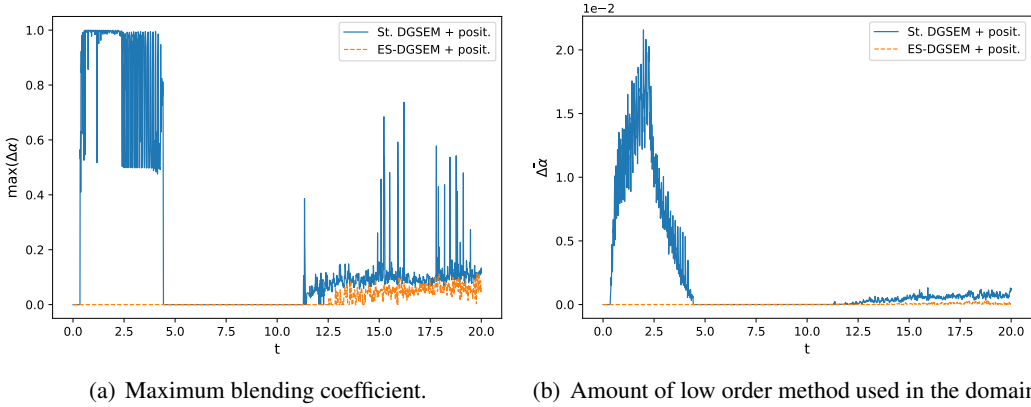 1e−2
St. DGSEM + posit.
ES-DGSEM + posit.
1.0
0.8
0.6
0.4
0.2
0.0
max(Δα)
0.0 2.5 5.0 7.5 10.0 12.5 15.0 17.5 20.0
t
St. DGSEM + posit.
ES-DGSEM + posit.
2.0
1.5
1.0
0.5
0.0
Δᾱ
0.0 2.5 5.0 7.5 10.0 12.5 15.0 17.5 20.0
t
(a) Maximum blending coefficient.
(b) Amount of low order method used in the domain